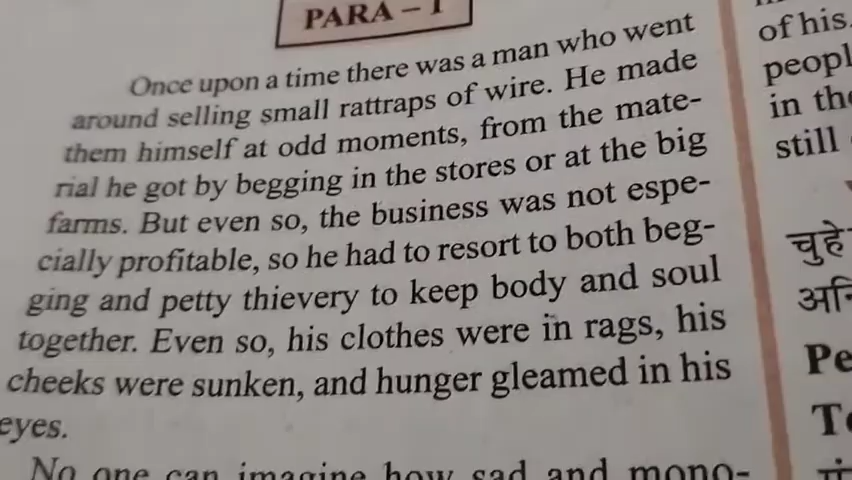 PARA – 1
Once upon a time there was a man who went
around selling small rattraps of wire. He made
them himself at odd moments, from the mate-
rial he got by begging in the stores or at the big
farms. But even so, the business was not espe-
cially profitable, so he had to resort to both beg-
ging and petty thievery to keep body and soul
together. Even so, his clothes were in rags, his
cheeks were sunken, and hunger gleamed in his
eyes.
No one can imagine how sad and mono-
of his
in
still
चुहे